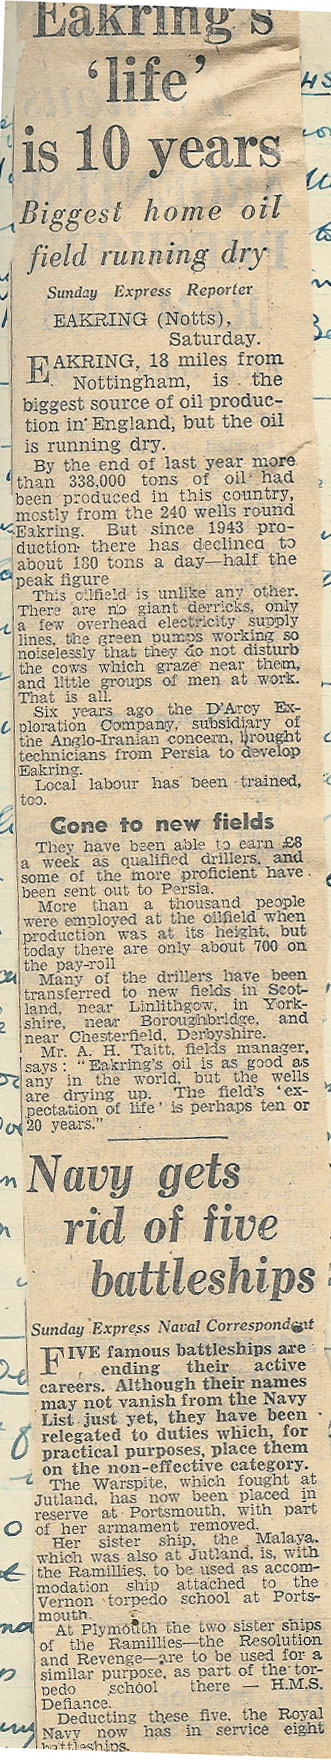 Eakring's
'life'
is 10 years
Biggest home oil
field running dry
Sunday Express Reporter
EAKRING (Notts),
Saturday.
EAKRING, 18 miles from
Nottingham, is the
biggest source of oil produc-
tion in England, but the oil
is running dry.
By the end of last year more
than 338,000 tons of oil had
been produced in this country,
mostly from the 240 wells round
Eakring. But since 1943 pro-
duction there has declined to
about 180 tons a day—half the
peak figure
This oilfield is unlike any other.
There are no giant derricks, only
a few overhead electricity supply
lines, the green pumps working so
noiselessly that they do not disturb
the cows which graze near them,
and little groups of men at work.
That is all.
Six years ago the D'Arcy Ex-
ploration Company, subsidiary of
the Anglo-Iranian concern, brought
technicians from Persia to develop
Eakring.
Local labour has been trained,
too.
Gone to new fields
They have been able to earn £8
a week as qualified drillers, and
some of the more proficient have
been sent out to Persia.
More than a thousand people
were employed at the oilfield when
production was at its height, but
today there are only about 700 on
the pay-roll
Many of the drillers have been
transferred to new fields in Scot-
land, near Linlithgow, in York-
shire, near Boroughbridge, and
near Chesterfield, Derbyshire.
Mr. A. H. Taitt, fields manager,
says: "Eakring's oil is as good as
any in the world, but the wells
are drying up. The field's 'ex-
pectation of life' is perhaps ten or
20 years."
Navy gets
rid of five
battleships
Sunday Express Naval Correspondent
FIVE famous battleships are
ending their active
careers. Although their names
may not vanish from the Navy
List just yet, they have been
relegated to duties which, for
practical purposes, place them
on the non-effective category.
The Warspite, which fought at
Jutland, has now been placed in
reserve at Portsmouth, with part
of her armament removed.
Her sister ship, the Malaya,
which was also at Jutland, is, with
the Ramillies, to be used as accom-
modation ship attached to the
Vernon torpedo school at Ports-
mouth.
At Plymouth the two sister ships
of the Ramillies—the Resolution
and Revenge—are to be used for a
similar purpose, as part of the tor-
pedo school there — H.M.S.
Defiance.
Deducting these five, the Royal
Navy now has in service eight
battleships.